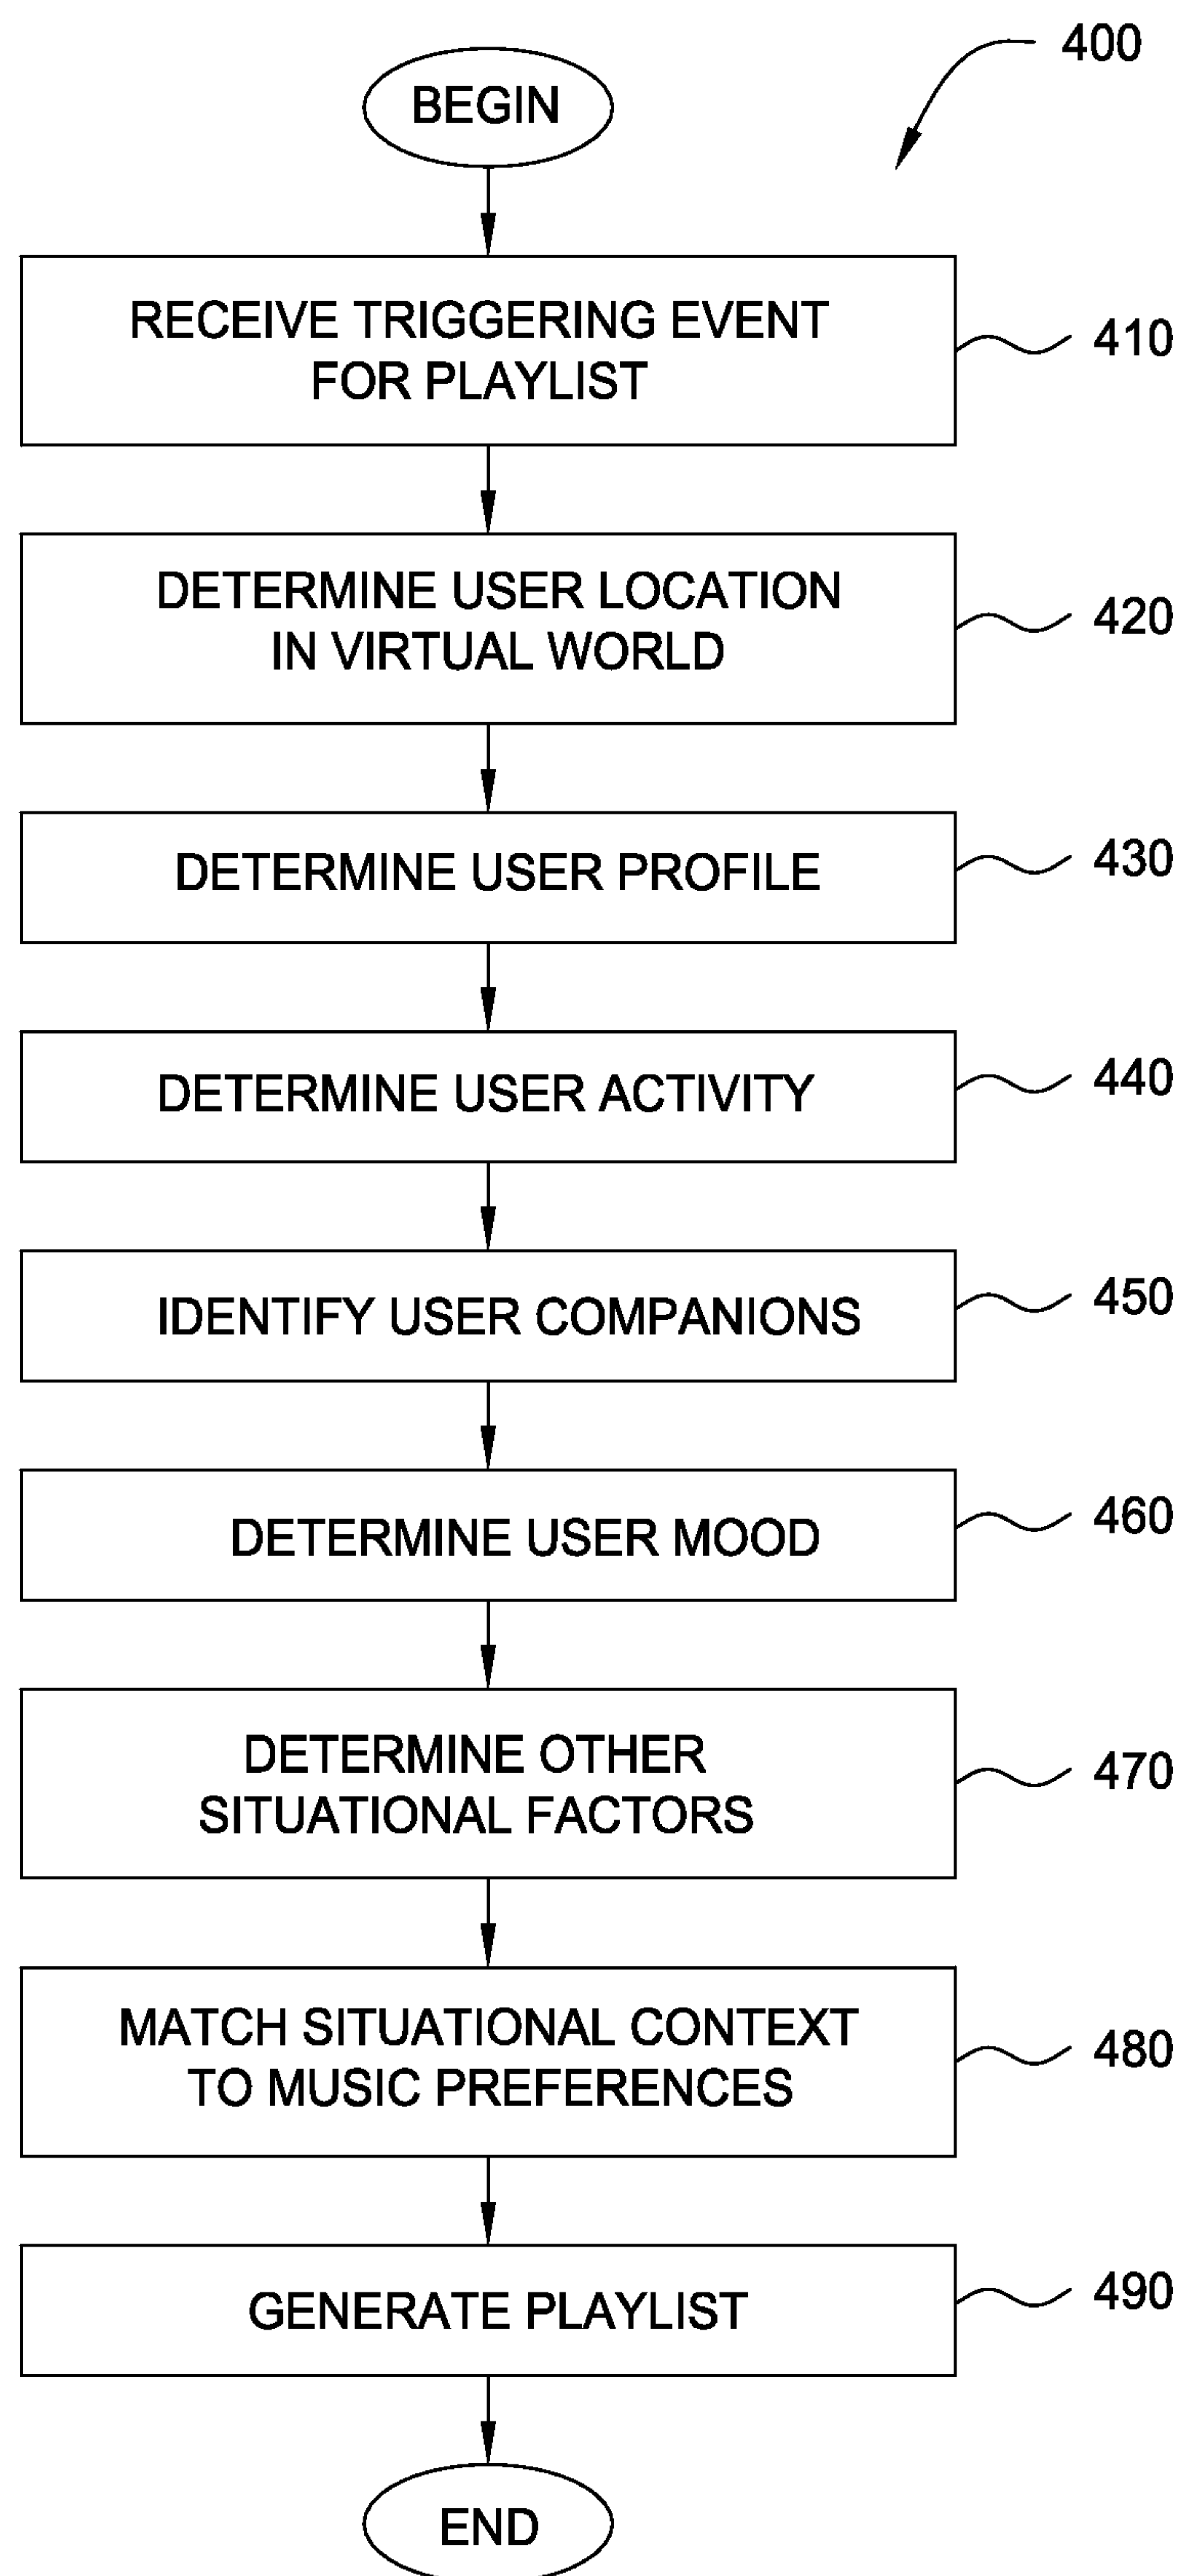 400
BEGIN
RECEIVE TRIGGERING EVENT
FOR PLAYLIST
410
DETERMINE USER LOCATION
IN VIRTUAL WORLD
420
DETERMINE USER PROFILE
430
DETERMINE USER ACTIVITY
440
IDENTIFY USER COMPANIONS
450
DETERMINE USER MOOD
460
DETERMINE OTHER
SITUATIONAL FACTORS
470
MATCH SITUATIONAL CONTEXT
TO MUSIC PREFERENCES
480
GENERATE PLAYLIST
490
END